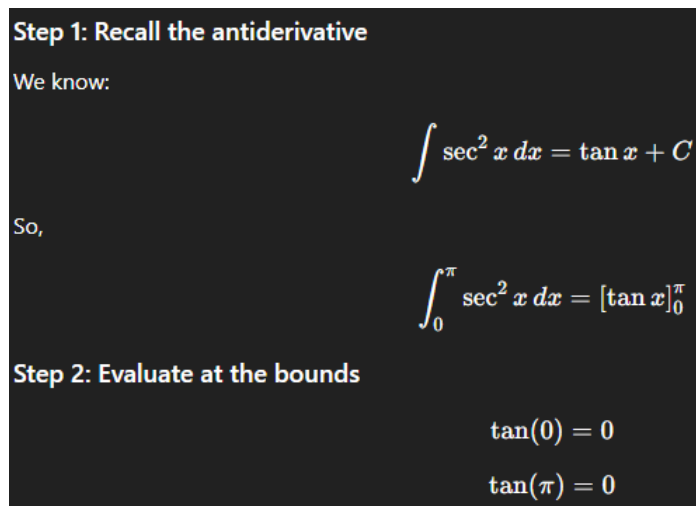 Step 1: Recall the antiderivative
We know:
∫ sec² x dx = tan x + C
So,
∫₀^π sec² x dx = [tan x]₀^π
Step 2: Evaluate at the bounds
tan(0) = 0
tan(π) = 0